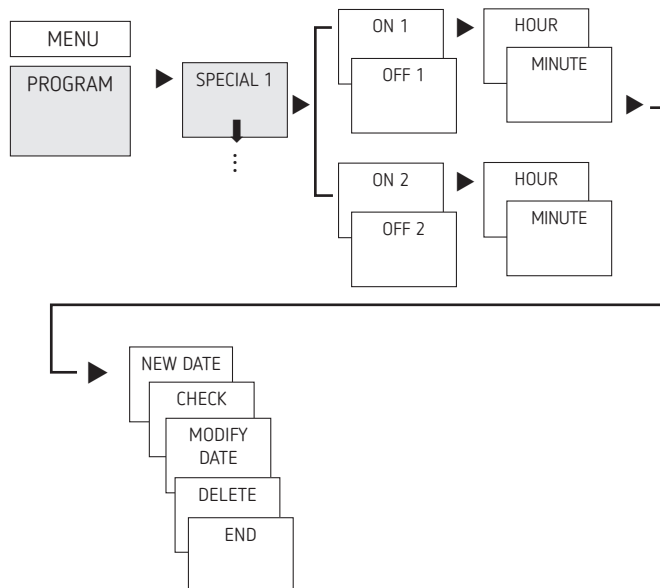 MENU
PROGRAM
SPECIAL 1
ON 1
OFF 1
HOUR
MINUTE
ON 2
OFF 2
HOUR
MINUTE
NEW DATE
CHECK
MODIFY
DATE
DELETE
END